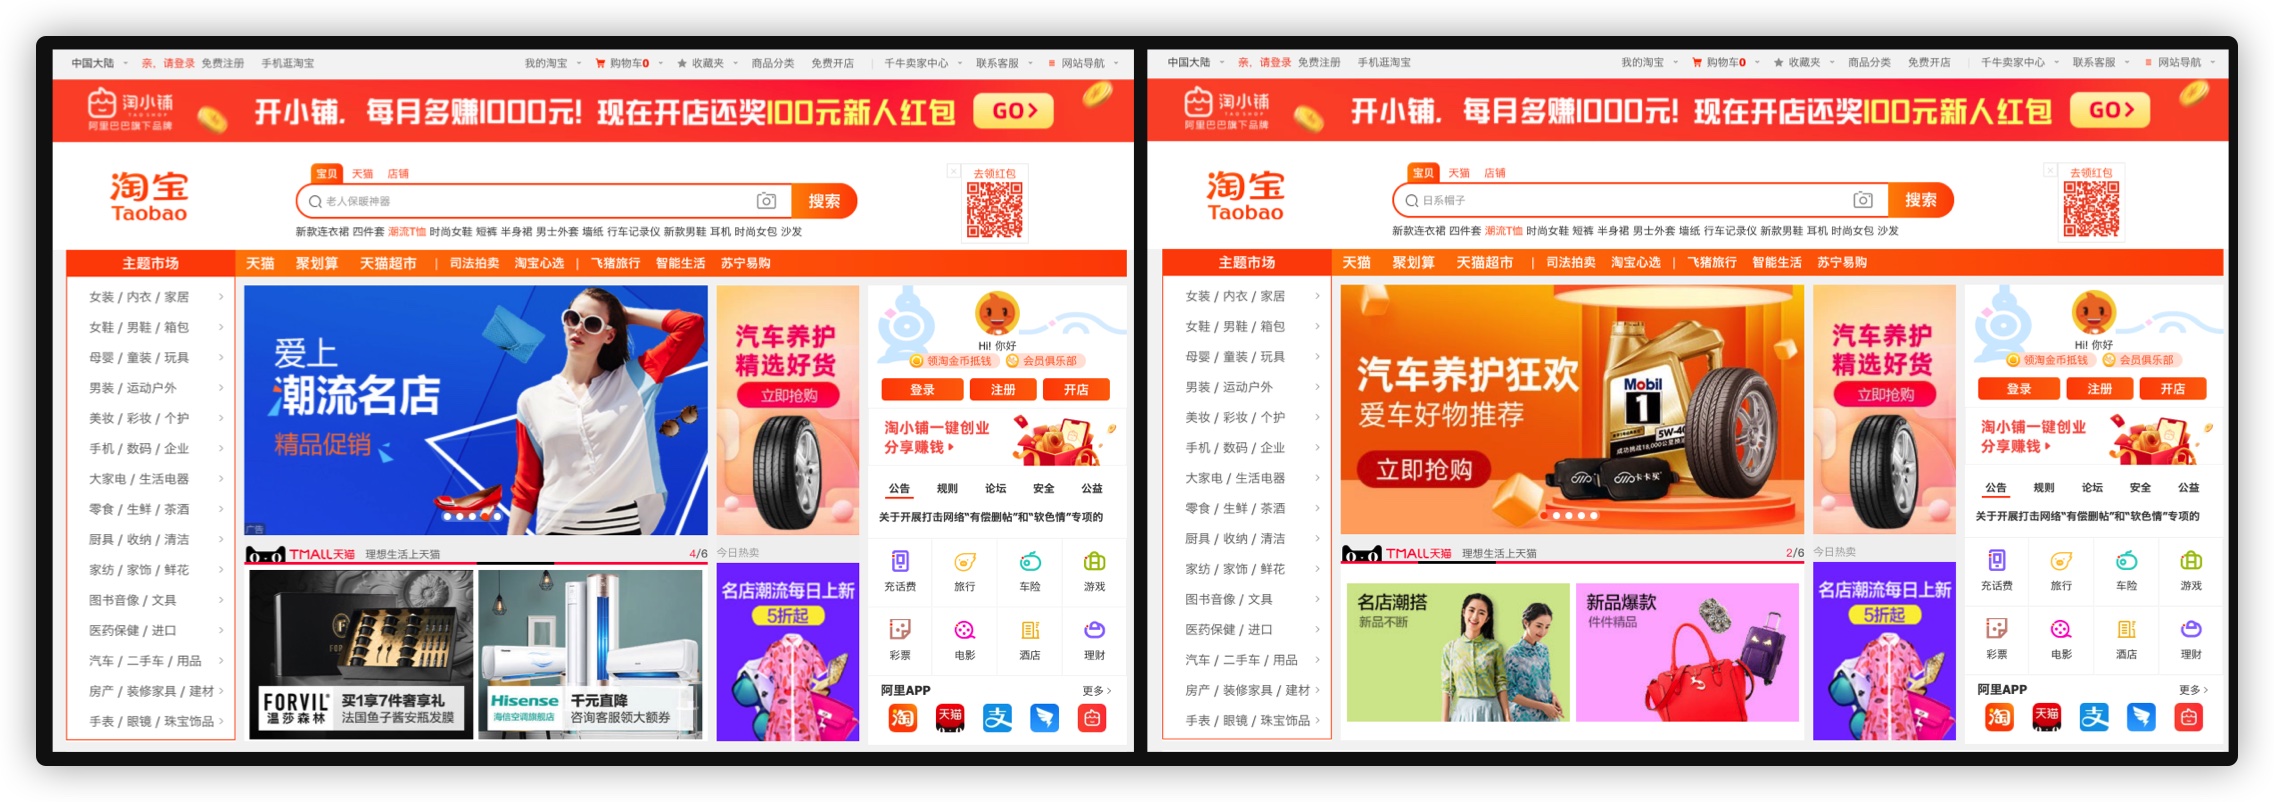 中国大陆 亲，请登录 免费注册 手机逛淘宝 我的淘宝 购物车0 收藏夹 商品分类 免费开店 千牛卖家中心 联系客服 网站导航
淘小铺
TAO SHOP
阿里巴巴旗下品牌
开小铺，每月多赚1000元！现在开店还奖100元新人红包 GO>
宝贝 天猫 店铺
淘宝
Taobao
老人保暖神器
搜索
去领红包
新款连衣裙 四件套 潮流T恤 时尚女鞋 短裤 半身裙 男士外套 墙纸 行车记录仪 新款男鞋 耳机 时尚女包 沙发
主题市场 天猫 聚划算 天猫超市 | 司法拍卖 淘宝心选 | 飞猪旅行 智能生活 苏宁易购
女装 / 内衣 / 家居
女鞋 / 男鞋 / 箱包
母婴 / 童装 / 玩具
男装 / 运动户外
美妆 / 彩妆 / 个护
手机 / 数码 / 企业
大家电 / 生活电器
零食 / 生鲜 / 茶酒
厨具 / 收纳 / 清洁
家纺 / 家饰 / 鲜花
图书音像 / 文具
医药保健 / 进口
汽车 / 二手车 / 用品
房产 / 装修家具 / 建材
手表 / 眼镜 / 珠宝饰品
爱上
潮流名店
精品促销
广告
TMALL天猫 理想生活上天猫 4/6
FORVIL
温莎森林
买1享7件奢享礼
法国鱼子酱安瓶发膜
Hisense
海信空调旗舰店
千元直降
咨询客服领大额券
汽车养护
精选好货
立即抢购
今日热卖
名店潮流每日上新
5折起
Hi! 你好
领淘金币抵钱 会员俱乐部
登录 注册 开店
淘小铺一键创业
分享赚钱
公告 规则 论坛 安全 公益
关于开展打击网络“有偿删帖”和“软色情”专项的
充话费 旅行 车险 游戏
彩票 电影 酒店 理财
阿里APP 更多
淘 天猫 支
中国大陆 亲，请登录 免费注册 手机逛淘宝 我的淘宝 购物车0 收藏夹 商品分类 免费开店 千牛卖家中心 联系客服 网站导航
淘小铺
TAO SHOP
阿里巴巴旗下品牌
开小铺，每月多赚1000元！现在开店还奖100元新人红包 GO>
宝贝 天猫 店铺
淘宝
Taobao
日系帽子
搜索
去领红包
新款连衣裙 四件套 潮流T恤 时尚女鞋 短裤 半身裙 男士外套 墙纸 行车记录仪 新款男鞋 耳机 时尚女包 沙发
主题市场 天猫 聚划算 天猫超市 | 司法拍卖 淘宝心选 | 飞猪旅行 智能生活 苏宁易购
女装 / 内衣 / 家居
女鞋 / 男鞋 / 箱包
母婴 / 童装 / 玩具
男装 / 运动户外
美妆 / 彩妆 / 个护
手机 / 数码 / 企业
大家电 / 生活电器
零食 / 生鲜 / 茶酒
厨具 / 收纳 / 清洁
家纺 / 家饰 / 鲜花
图书音像 / 文具
医药保健 / 进口
汽车 / 二手车 / 用品
房产 / 装修家具 / 建材
手表 / 眼镜 / 珠宝饰品
汽车养护狂欢
爱车好物推荐
立即抢购
Mobil
1
5W-40
卡卡买
TMALL天猫 理想生活上天猫 2/6
名店潮搭
新品不断
新品爆款
件件精品
汽车养护
精选好货
立即抢购
今日热卖
名店潮流每日上新
5折起
Hi! 你好
领淘金币抵钱 会员俱乐部
登录 注册 开店
淘小铺一键创业
分享赚钱
公告 规则 论坛 安全 公益
关于开展打击网络“有偿删帖”和“软色情”专项的
充话费 旅行 车险 游戏
彩票 电影 酒店 理财
阿里APP 更多
淘 天猫 支